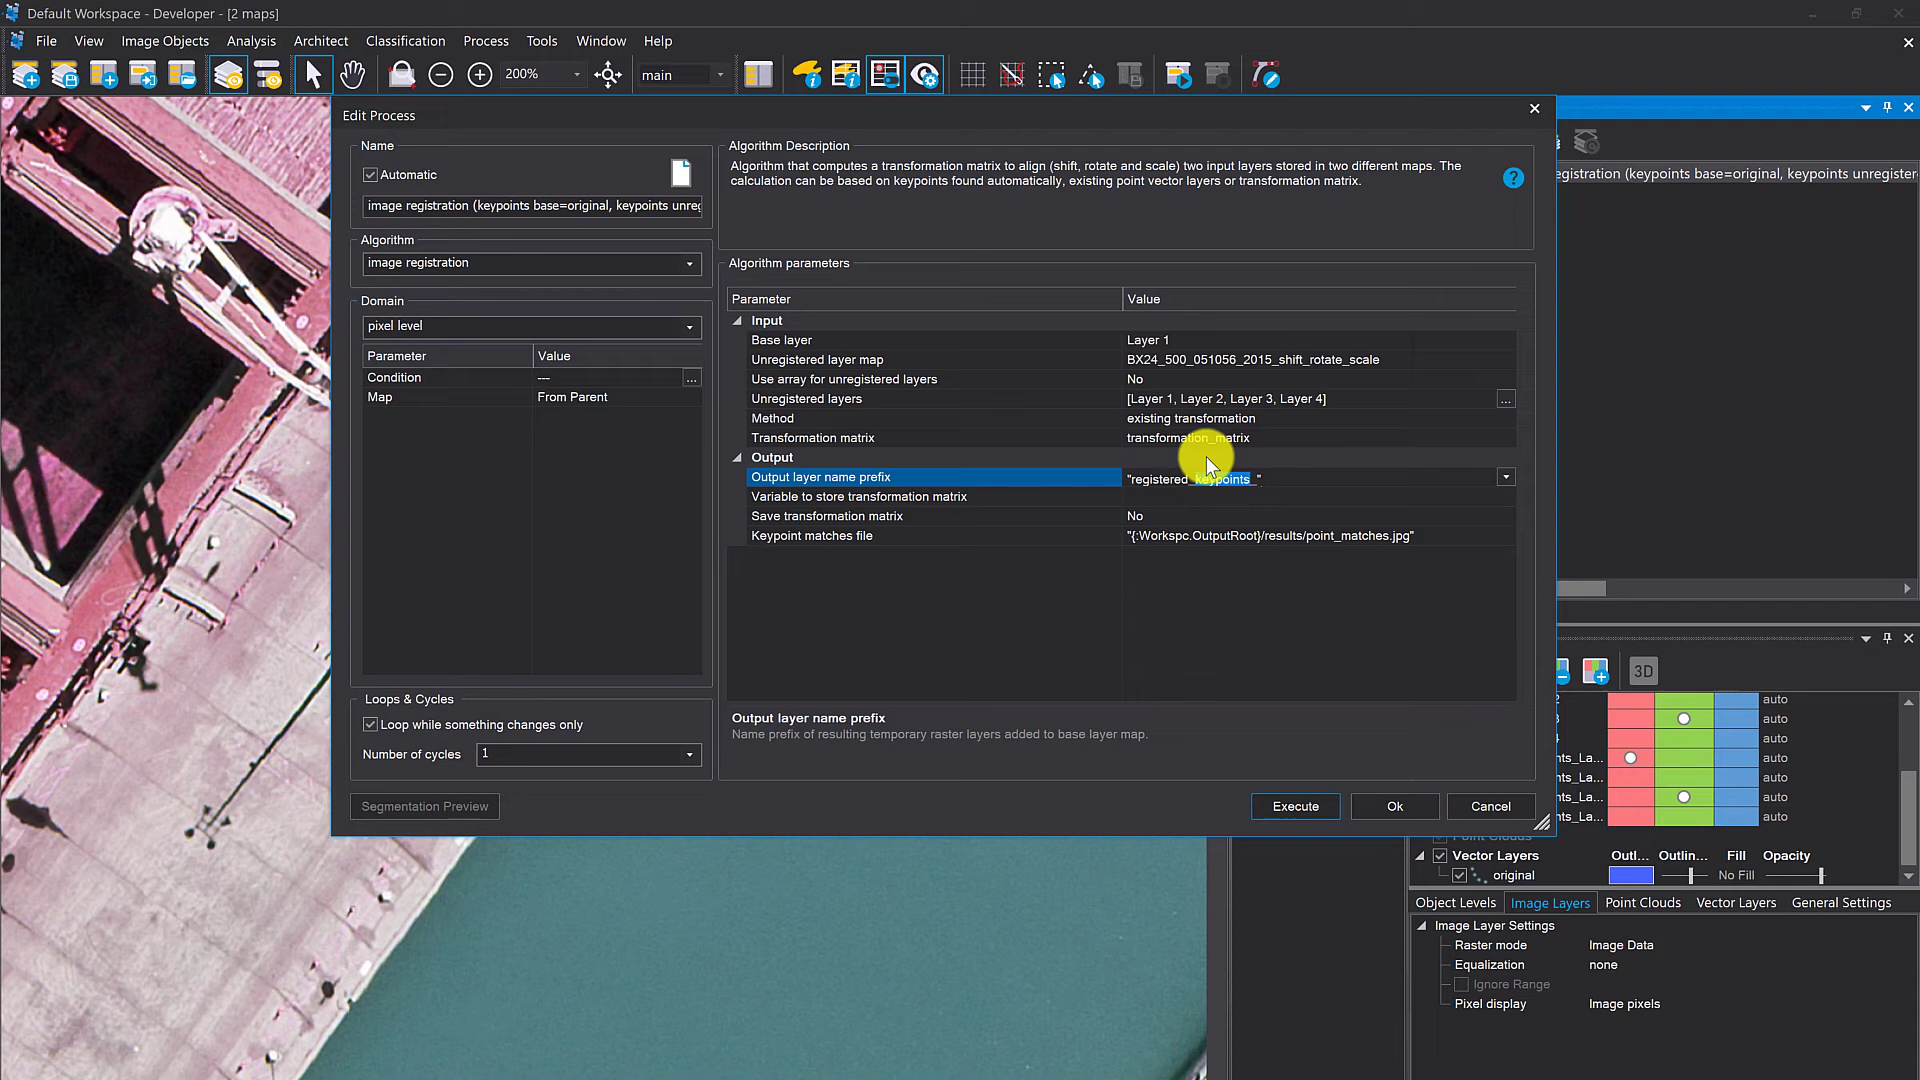 Default Workspace - Developer - [2 maps]
File View Image Objects Analysis Architect Classification Process Tools Window Help
200% main
Edit Process
Name
Automatic
image registration (keypoints base=original, keypoints unreg
Algorithm
image registration
Domain
pixel level
Parameter Value
Condition ---
...
Map From Parent
Loops & Cycles
Loop while something changes only
Number of cycles 1
Segmentation Preview
Algorithm Description
Algorithm that computes a transformation matrix to align (shift, rotate and scale) two input layers stored in two different maps. The
calculation can be based on keypoints found automatically, existing point vector layers or transformation matrix.
?
Algorithm parameters
Parameter Value
Input
Base layer Layer 1
Unregistered layer map BX24_500_051056_2015_shift_rotate_scale
Use array for unregistered layers No
Unregistered layers [Layer 1, Layer 2, Layer 3, Layer 4] ...
Method existing transformation
Transformation matrix transformation_matrix
Output
Output layer name prefix "registered_keypoints_"
Variable to store transformation matrix
Save transformation matrix No
Keypoint matches file "{:Workspc.OutputRoot}/results/point_matches.jpg"
Output layer name prefix
Name prefix of resulting temporary raster layers added to base layer map.
Execute Ok Cancel
egistration (keypoints base=original, keypoints unregister
3D
2 auto
3 auto
4 auto
nts_La... auto
nts_La... auto
nts_La... auto
nts_La... auto
Point Clouds
Vector Layers Outl... Outlin... Fill Opacity
original No Fill
Object Levels Image Layers Point Clouds Vector Layers General Settings
Image Layer Settings
Raster mode Image Data
Equalization none
Ignore Range
Pixel display Image pixels